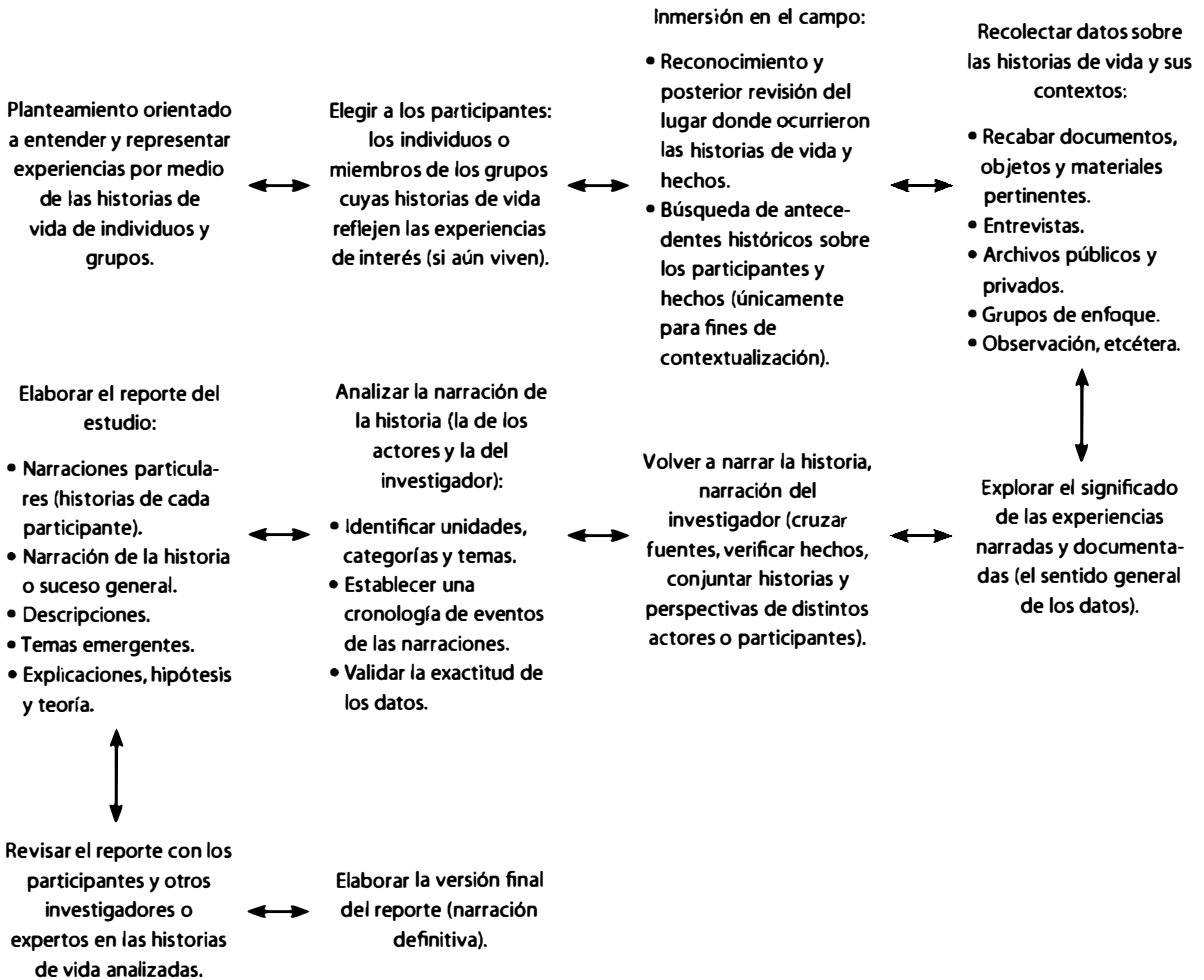 Planteamiento orientado
a entender y representar
experiencias por medio
de las historias de
vida de individuos y
grupos.
Elegir a los participantes:
los individuos o
miembros de los grupos
cuyas historias de vida
reflejen las experiencias
de interés (si aún viven).
Inmersión en el campo:
• Reconocimiento y
posterior revisión del
lugar donde ocurrieron
las historias de vida y
hechos.
• Búsqueda de antece-
dentes históricos sobre
los participantes y
hechos (únicamente
para fines de
contextualización).
Recolectar datos sobre
las historias de vida y sus
contextos:
• Recabar documentos,
objetos y materiales
pertinentes.
• Entrevistas.
• Archivos públicos y
privados.
• Grupos de enfoque.
• Observación, etcétera.
Explorar el significado
de las experiencias
narradas y documenta-
das (el sentido general
de los datos).
Volver a narrar la historia,
narración del
investigador (cruzar
fuentes, verificar hechos,
conjuntar historias y
perspectivas de distintos
actores o participantes).
Analizar la narración de
la historia (la de los
actores y la del
investigador):
• Identificar unidades,
categorías y temas.
• Establecer una
cronología de eventos
de las narraciones.
• Validar la exactitud de
los datos.
Elaborar el reporte del
estudio:
• Narraciones particula-
res (historias de cada
participante).
• Narración de la historia
o suceso general.
• Descripciones.
• Temas emergentes.
• Explicaciones, hipótesis
y teoría.
Revisar el reporte con los
participantes y otros
investigadores o
expertos en las historias
de vida analizadas.
Elaborar la versión final
del reporte (narración
definitiva).